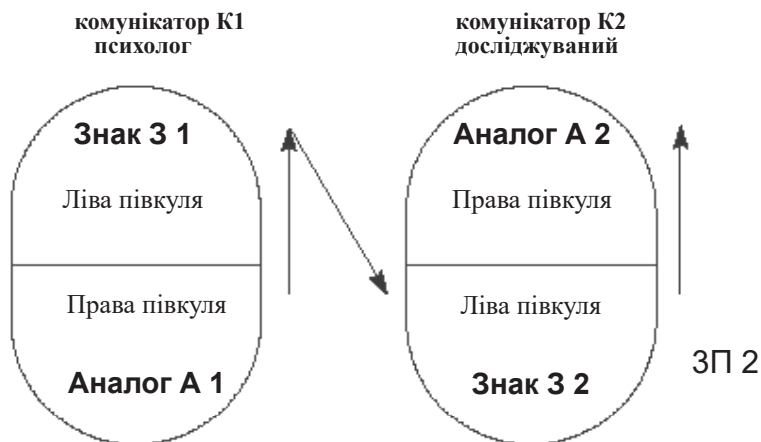 комунікатор К1
психолог
комунікатор К2
досліджуваний
Знак З 1
Ліва півкуля
Права півкуля
Аналог А 1
Аналог А 2
Права півкуля
Ліва півкуля
Знак З 2
ЗП 2